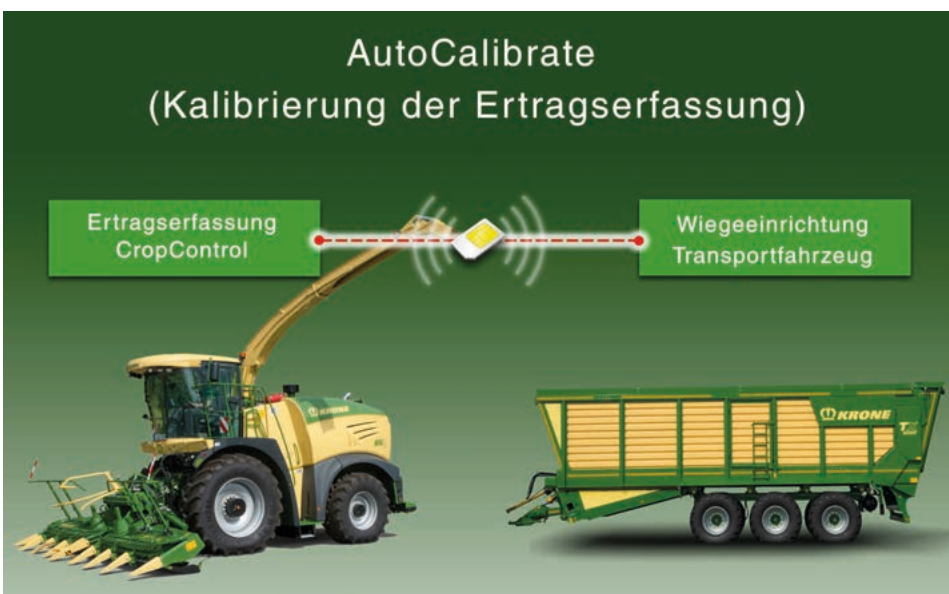 AutoCalibrate
(Kalibrierung der Ertragserfassung)
Ertragserfassung
CropControl
Wiegeeinrichtung
Transportfahrzeug
KRONE
KRONE